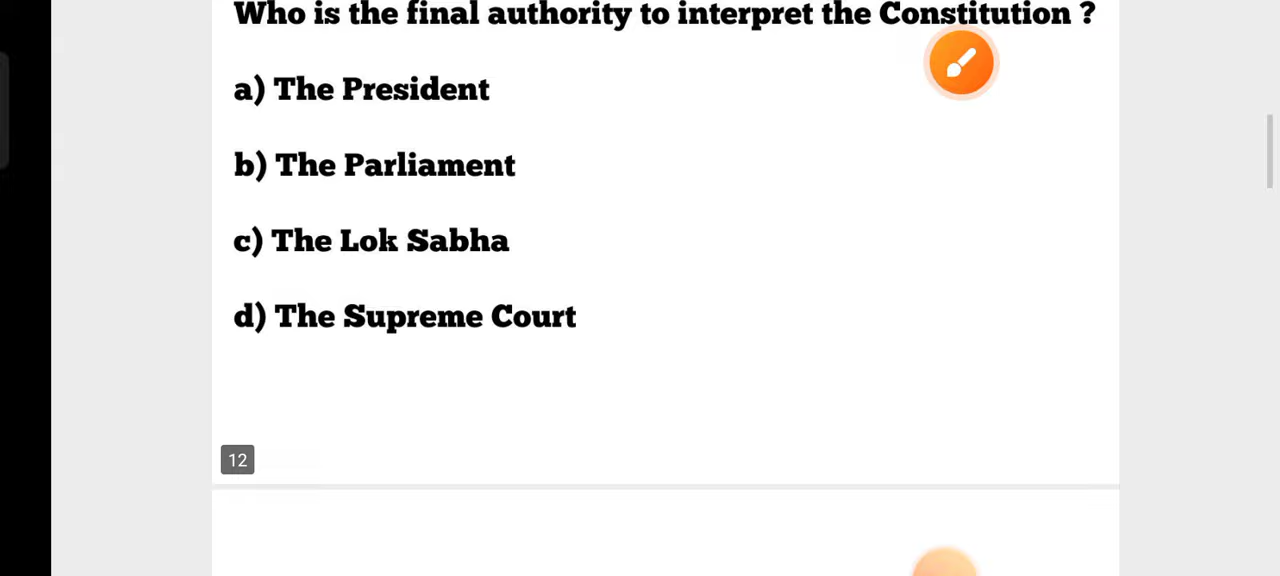 Who is the final authority to interpret the Constitution ?
a) The President
b) The Parliament
c) The Lok Sabha
d) The Supreme Court
12